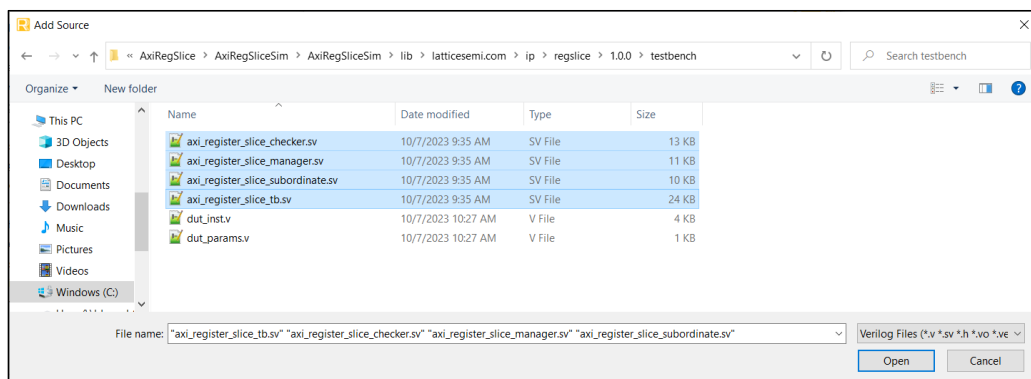 Add Source
« AxiRegSlice > AxiRegSliceSim > AxiRegSliceSim > lib > latticesemi.com > ip > regslice > 1.0.0 > testbench
Search testbench
Organize
New folder
This PC
3D Objects
Desktop
Documents
Downloads
Music
Pictures
Videos
Windows (C:)
Name Date modified Type Size
axi_register_slice_checker.sv 10/7/2023 9:35 AM SV File 13 KB
axi_register_slice_manager.sv 10/7/2023 9:35 AM SV File 11 KB
axi_register_slice_subordinate.sv 10/7/2023 9:35 AM SV File 10 KB
axi_register_slice_tb.sv 10/7/2023 9:35 AM SV File 24 KB
dut_inst.v 10/7/2023 10:27 AM V File 4 KB
dut_params.v 10/7/2023 10:27 AM V File 1 KB
File name: "axi_register_slice_tb.sv" "axi_register_slice_checker.sv" "axi_register_slice_manager.sv" "axi_register_slice_subordinate.sv"
Verilog Files (*.v *.sv *.h *.vo *.ve
Open
Cancel